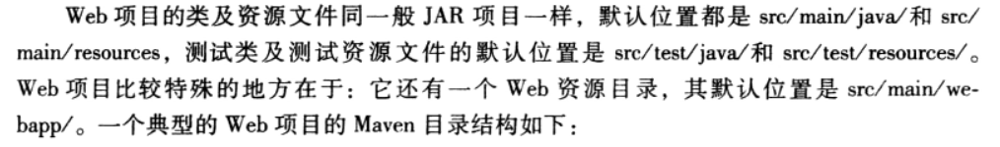 Web 项目的类及资源文件同一般 JAR 项目一样，默认位置都是 src/main/java/和 src/
main/resources，测试类及测试资源文件的默认位置是 src/test/java/和 src/test/resources/。
Web 项目比较特殊的地方在于：它还有一个 Web 资源目录，其默认位置是 src/main/we-
bapp/。一个典型的 Web 项目的 Maven 目录结构如下：